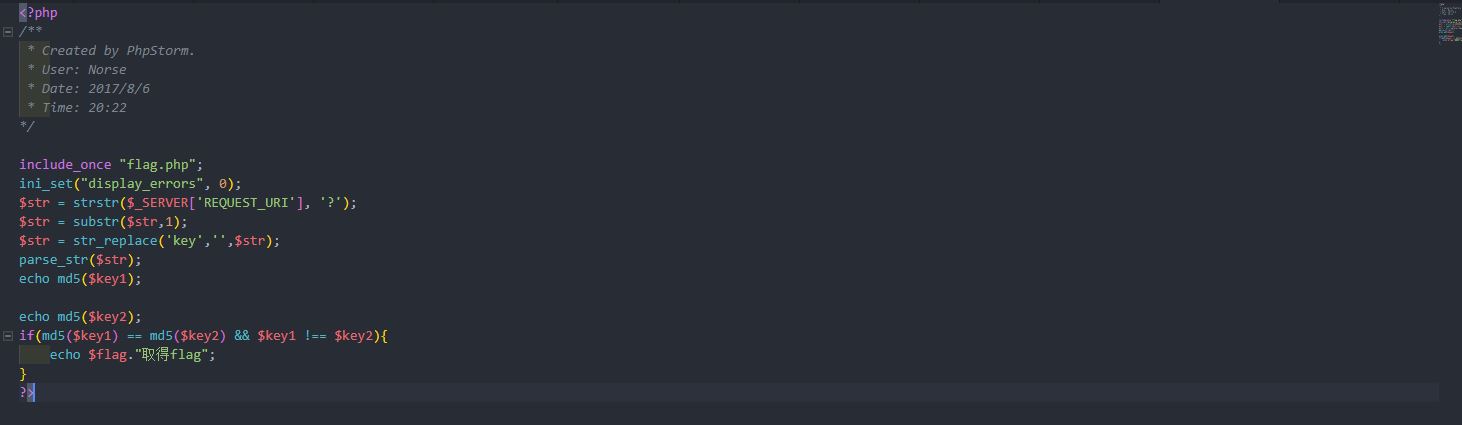 <?php
/**
 * Created by PhpStorm.
 * User: Norse
 * Date: 2017/8/6
 * Time: 20:22
*/
include_once "flag.php";
ini_set("display_errors", 0);
$str = strstr($_SERVER['REQUEST_URI'], '?');
$str = substr($str,1);
$str = str_replace('key','',$str);
parse_str($str);
echo md5($key1);
echo md5($key2);
if(md5($key1) == md5($key2) && $key1 !== $key2){
    echo $flag."取得flag";
}
?>